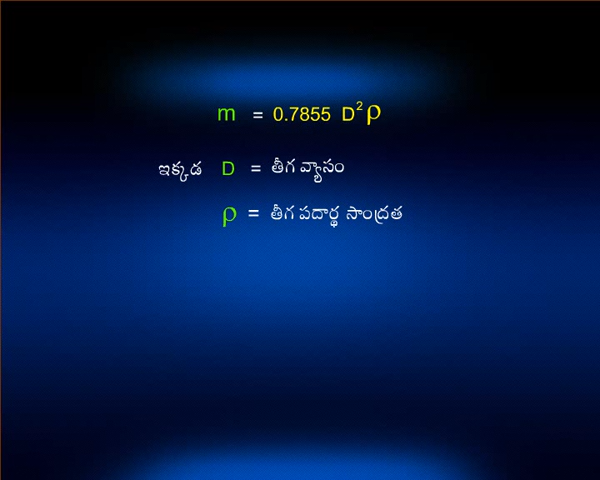 m = 0.7855 D²ρ
ఇక్కడ D = తీగ వ్యాసం
ρ = తీగ పదార్థ సాంద్రత